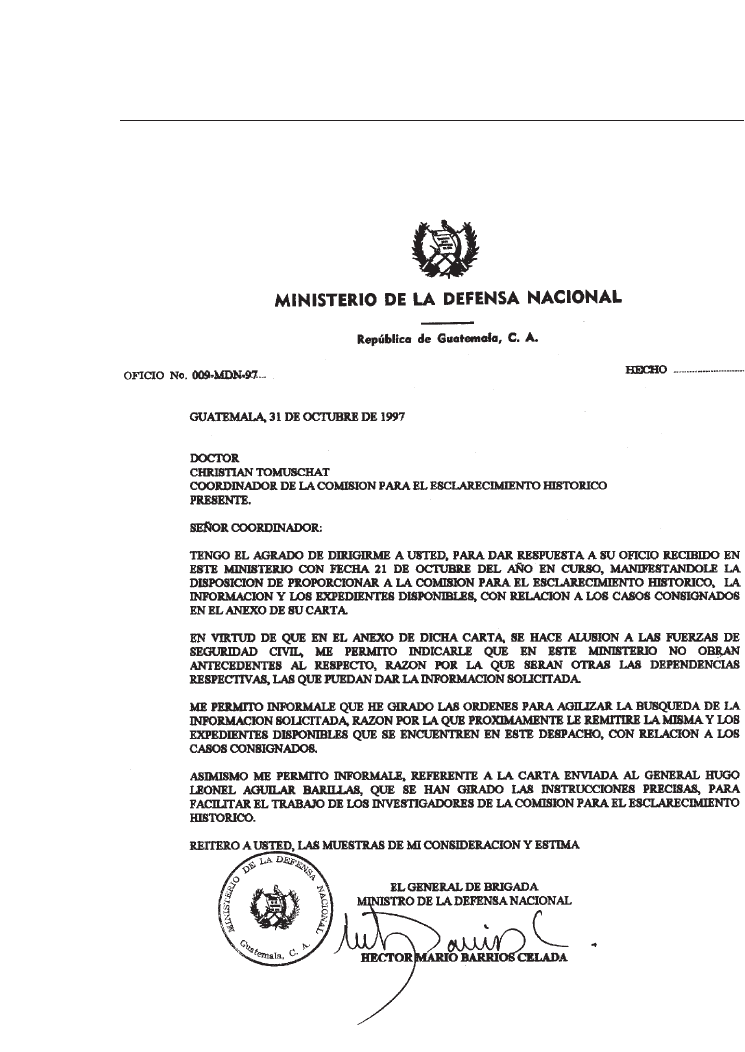 MINISTERIO DE LA DEFENSA NACIONAL
República de Guatemala, C. A.
OFICIO No. 009-MDN-97
HECHO
GUATEMALA, 31 DE OCTUBRE DE 1997
DOCTOR
CHRISTIAN TOMUSCHAT
COORDINADOR DE LA COMISION PARA EL ESCLARECIMIENTO HISTORICO
PRESENTE.
SEÑOR COORDINADOR:
TENGO EL AGRADO DE DIRIGIRME A USTED, PARA DAR RESPUESTA A SU OFICIO RECIBIDO EN
ESTE MINISTERIO CON FECHA 21 DE OCTUBRE DEL AÑO EN CURSO, MANIFESTANDOLE LA
DISPOSICION DE PROPORCIONAR A LA COMISION PARA EL ESCLARECIMIENTO HISTORICO, LA
INFORMACION Y LOS EXPEDIENTES DISPONIBLES, CON RELACION A LOS CASOS CONSIGNADOS
EN EL ANEXO DE SU CARTA.
EN VIRTUD DE QUE EN EL ANEXO DE DICHA CARTA, SE HACE ALUSION A LAS FUERZAS DE
SEGURIDAD CIVIL, ME PERMITO INDICARLE QUE EN ESTE MINISTERIO NO OBRAN
ANTECEDENTES AL RESPECTO, RAZON POR LA QUE SERAN OTRAS LAS DEPENDENCIAS
RESPECTIVAS, LAS QUE PUEDAN DAR LA INFORMACION SOLICITADA.
ME PERMITO INFORMALE QUE HE GIRADO LAS ORDENES PARA AGILIZAR LA BUSQUEDA DE LA
INFORMACION SOLICITADA, RAZON POR LA QUE PROXIMAMENTE LE REMITIRE LA MISMA Y LOS
EXPEDIENTES DISPONIBLES QUE SE ENCUENTREN EN ESTE DESPACHO, CON RELACION A LOS
CASOS CONSIGNADOS.
ASIMISMO ME PERMITO INFORMALE, REFERENTE A LA CARTA ENVIADA AL GENERAL HUGO
LEONEL AGUILAR BARILLAS, QUE SE HAN GIRADO LAS INSTRUCCIONES PRECISAS, PARA
FACILITAR EL TRABAJO DE LOS INVESTIGADORES DE LA COMISION PARA EL ESCLARECIMIENTO
HISTORICO.
REITERO A USTED, LAS MUESTRAS DE MI CONSIDERACION Y ESTIMA
MINISTERIO DE LA DEFENSA NACIONAL
Guatemala, C. A.
EL GENERAL DE BRIGADA
MINISTRO DE LA DEFENSA NACIONAL
HECTOR MARIO BARRIOS CELADA